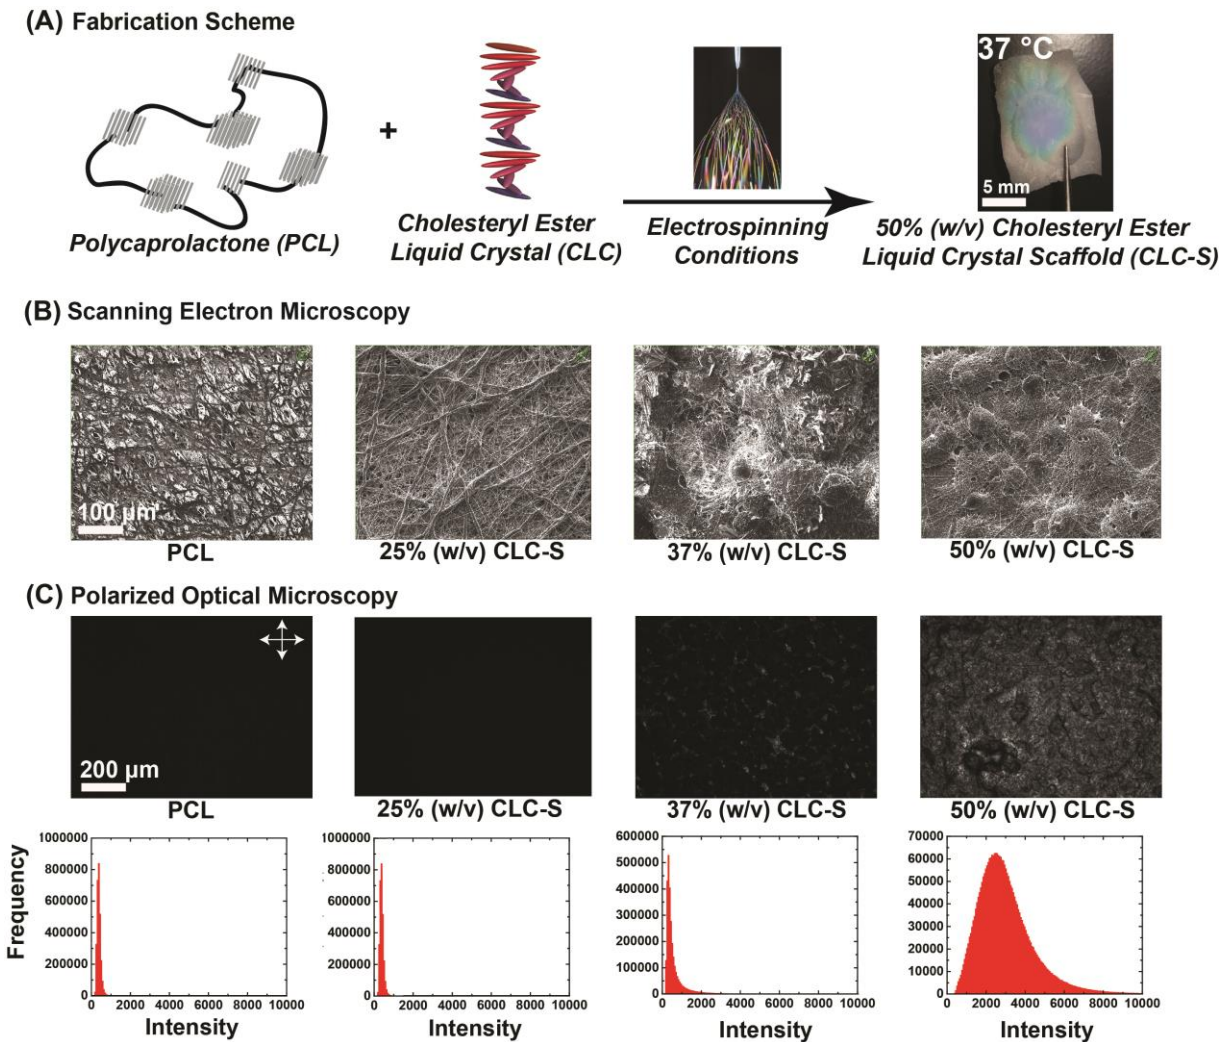 (A) Fabrication Scheme
37 °C
+
5 mm
Polycaprolactone (PCL)
Cholesteryl Ester
Liquid Crystal (CLC)
Electrospinning
Conditions
50% (w/v) Cholesteryl Ester
Liquid Crystal Scaffold (CLC-S)
(B) Scanning Electron Microscopy
100 µm
PCL
25% (w/v) CLC-S
37% (w/v) CLC-S
50% (w/v) CLC-S
(C) Polarized Optical Microscopy
200 µm
PCL
25% (w/v) CLC-S
37% (w/v) CLC-S
50% (w/v) CLC-S
Frequency
1000000
800000
600000
400000
200000
0
0 2000 4000 6000 8000 10000
Intensity
1000000
800000
600000
400000
200000
0
0 2000 4000 6000 8000 10000
Intensity
600000
500000
400000
300000
200000
100000
0
0 2000 4000 6000 8000 10000
Intensity
70000
60000
50000
40000
30000
20000
10000
0
0 2000 4000 6000 8000 10000
Intensity